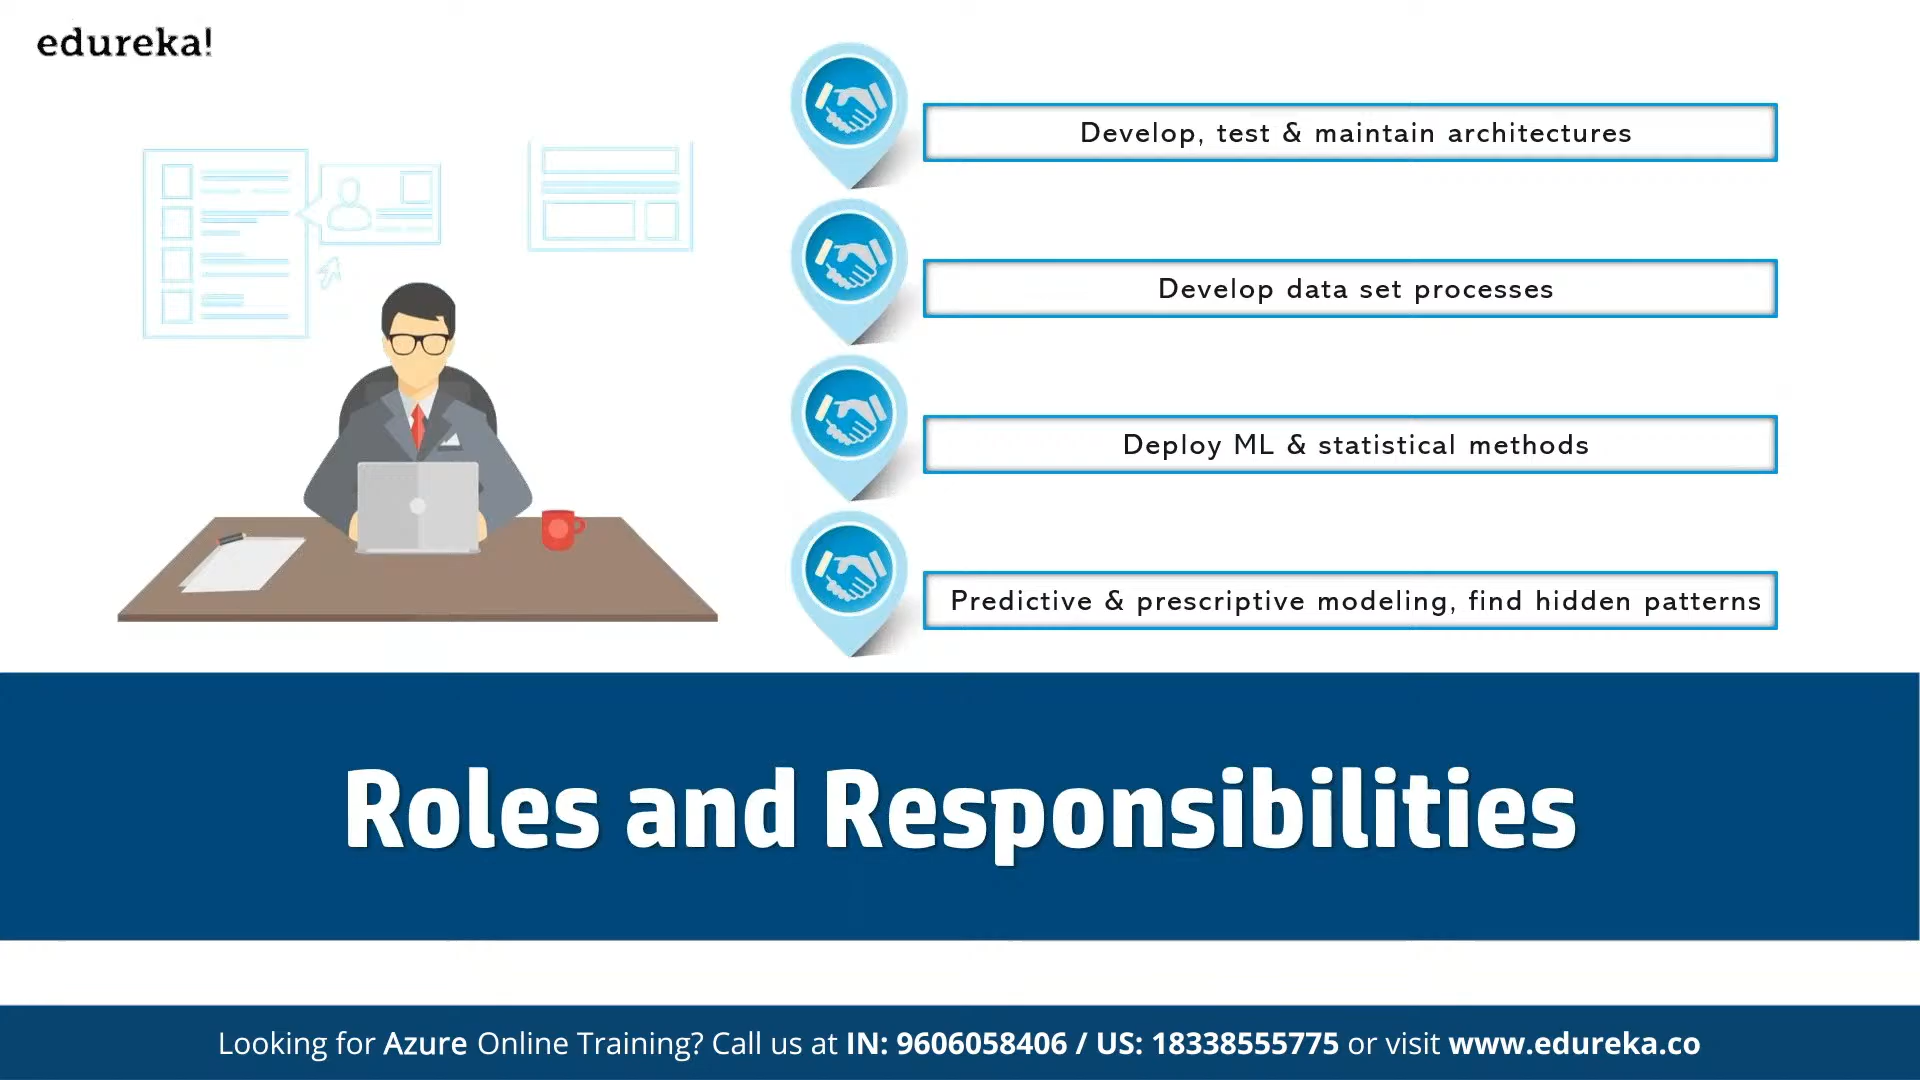 edureka!
Develop, test & maintain architectures
Develop data set processes
Deploy ML & statistical methods
Predictive & prescriptive modeling, find hidden patterns
Roles and Responsibilities
Looking for Azure Online Training? Call us at IN: 9606058406 / US: 18338555775 or visit www.edureka.co